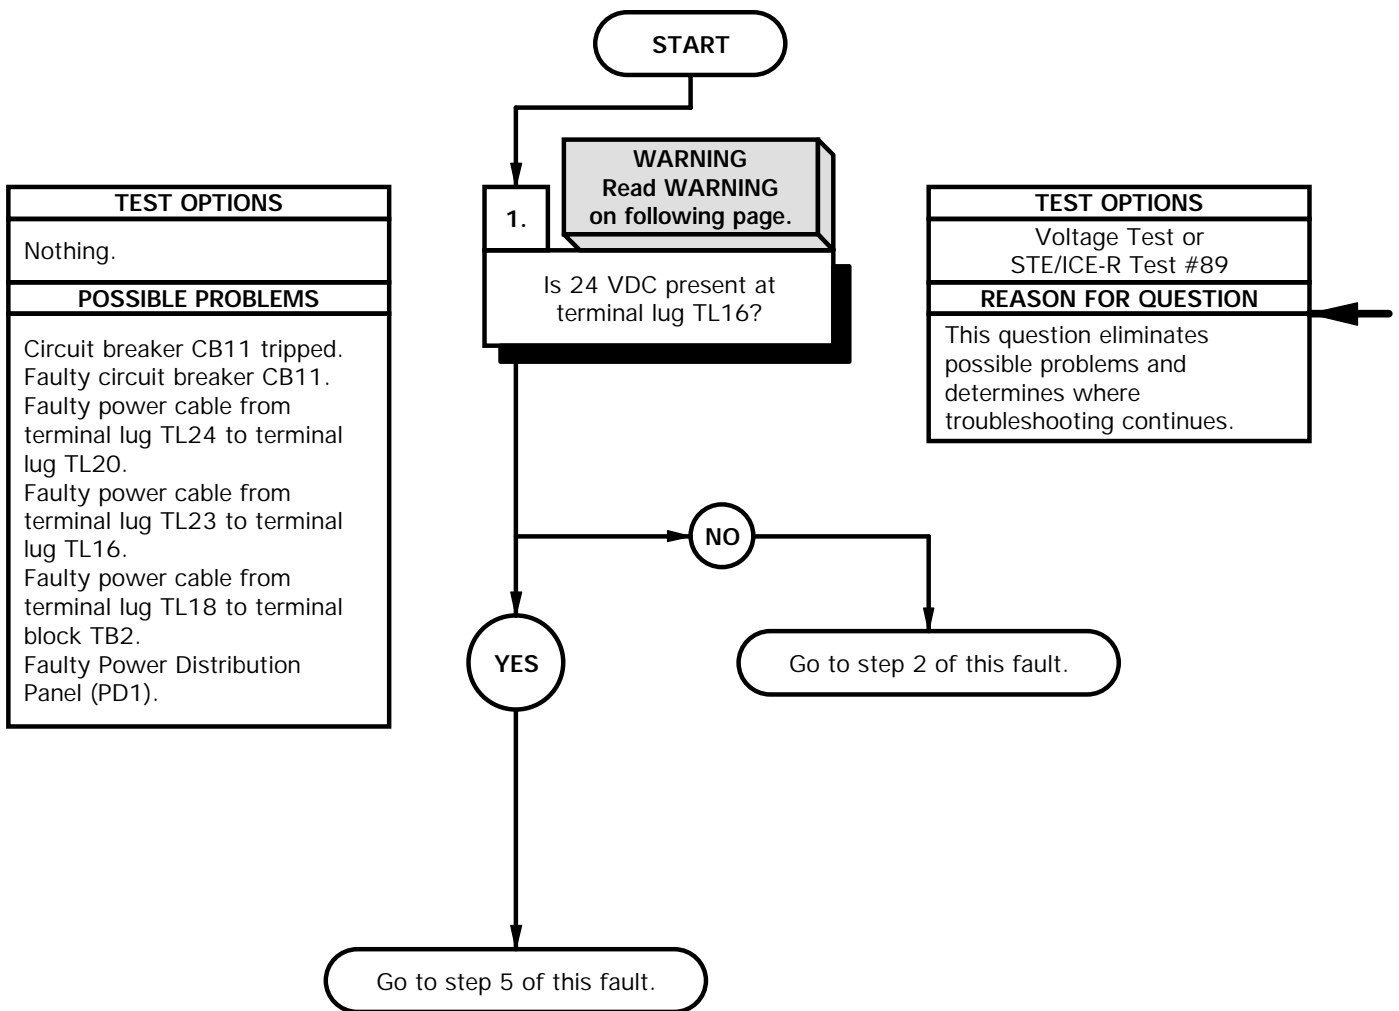 START
TEST OPTIONS
Nothing.
POSSIBLE PROBLEMS
Circuit breaker CB11 tripped.
Faulty circuit breaker CB11.
Faulty power cable from
terminal lug TL24 to terminal
lug TL20.
Faulty power cable from
terminal lug TL23 to terminal
lug TL16.
Faulty power cable from
terminal lug TL18 to terminal
block TB2.
Faulty Power Distribution
Panel (PD1).
WARNING
Read WARNING
on following page.
1.
Is 24 VDC present at
terminal lug TL16?
TEST OPTIONS
Voltage Test or
STE/ICE-R Test #89
REASON FOR QUESTION
This question eliminates
possible problems and
determines where
troubleshooting continues.
NO
YES
Go to step 2 of this fault.
Go to step 5 of this fault.